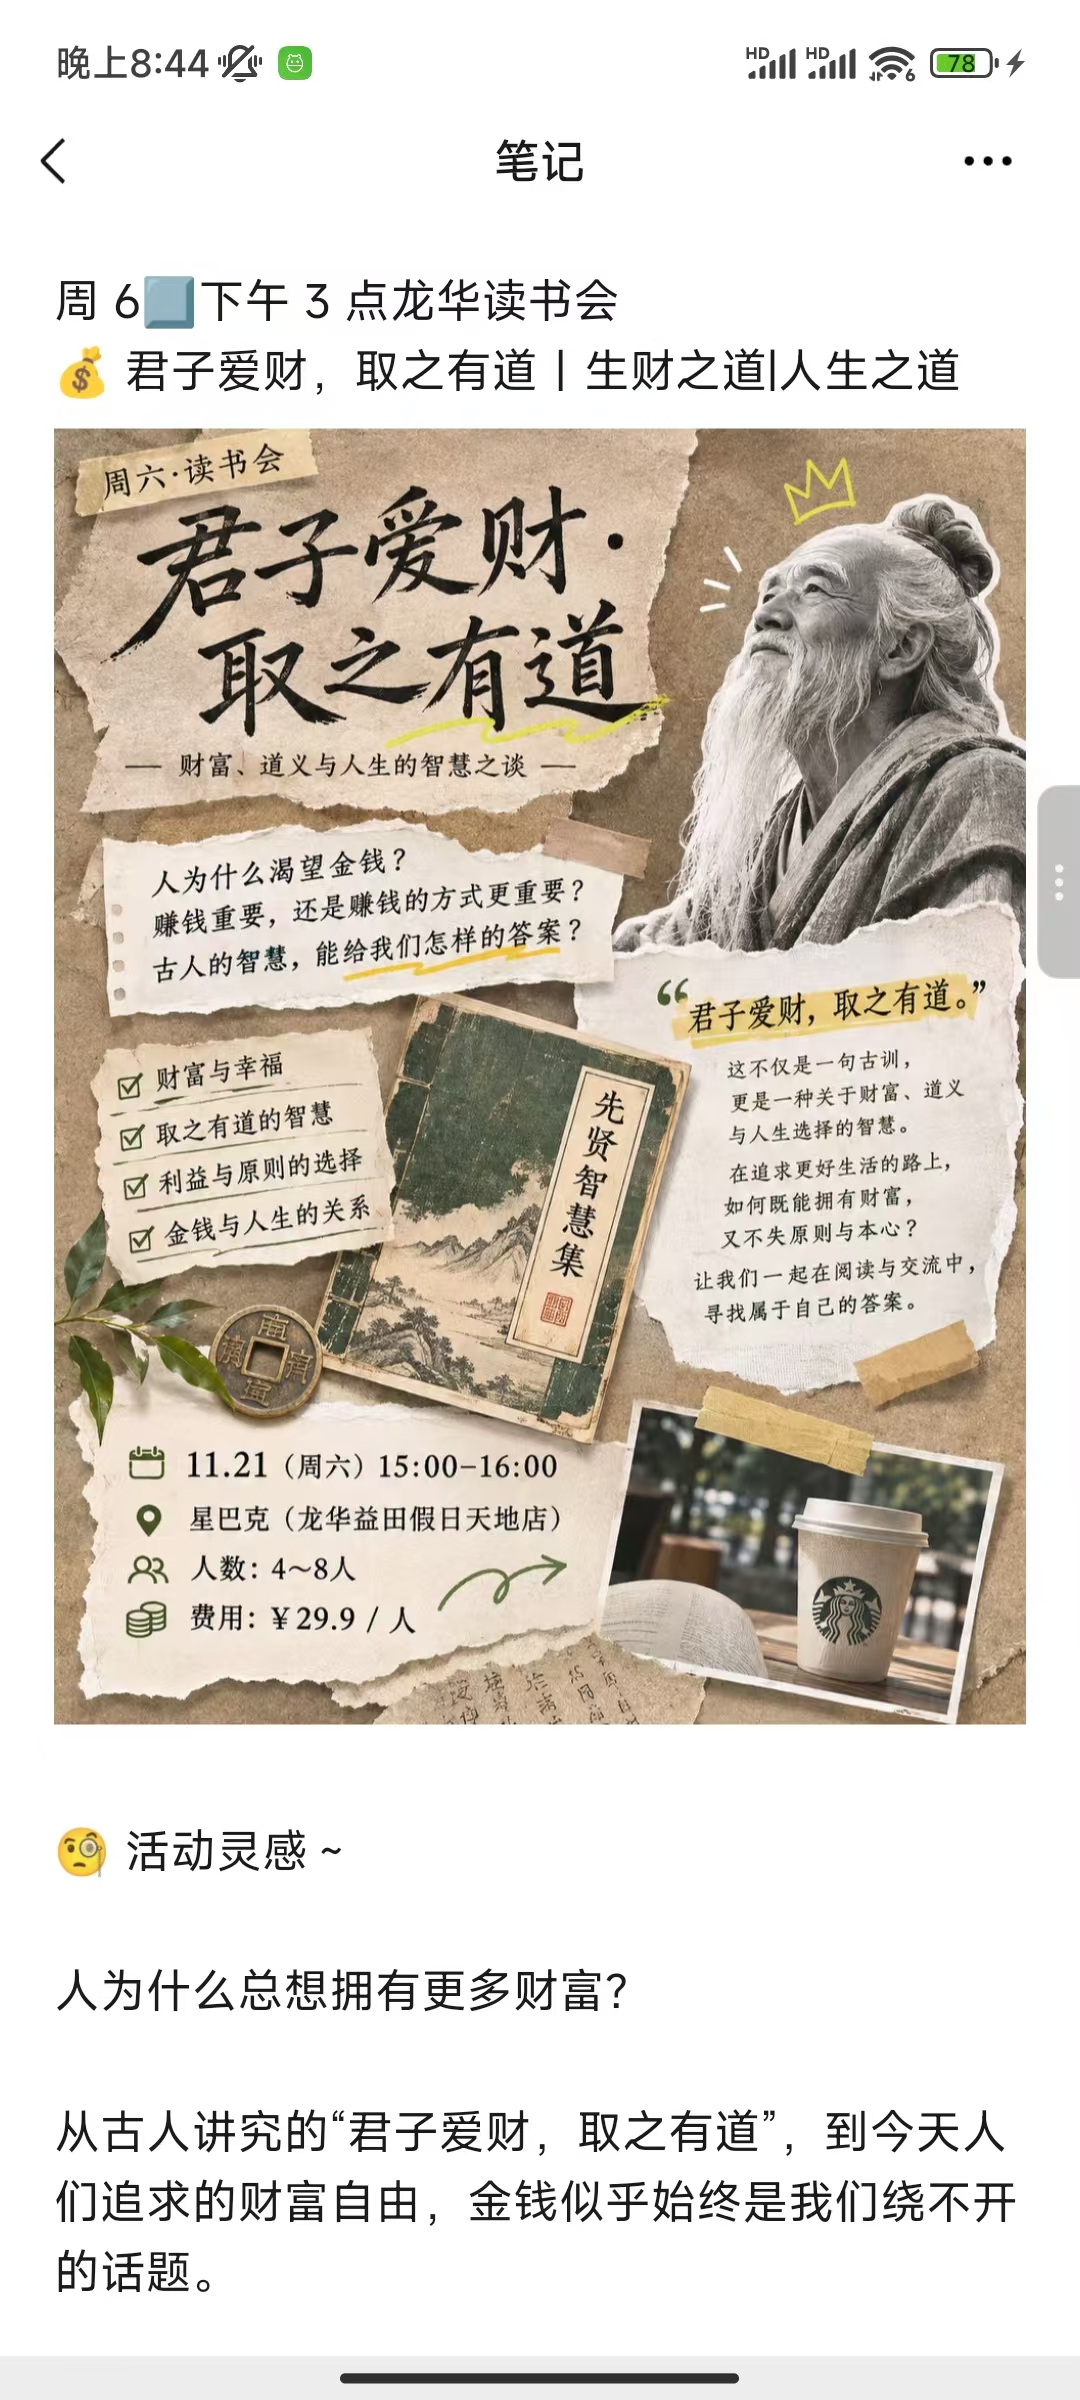 晚上8:44
HD HD 6 78
笔记
周 6 下午 3 点龙华读书会
💰 君子爱财，取之有道丨生财之道|人生之道
周六·读书会
君子爱财·
取之有道
— 财富、道义与人生的智慧之谈 —
人为什么渴望金钱？
赚钱重要，还是赚钱的方式更重要？
古人的智慧，能给我们怎样的答案？
财富与幸福
取之有道的智慧
利益与原则的选择
金钱与人生的关系
先贤智慧集
“君子爱财，取之有道。”
这不仅是一句古训，
更是一种关于财富、道义
与人生选择的智慧。
在追求更好生活的路上，
如何既能拥有财富，
又不失原则与本心？
让我们一起在阅读与交流中，
寻找属于自己的答案。
11.21（周六）15:00-16:00
星巴克（龙华益田假日天地店）
人数：4～8人
费用：￥29.9 / 人
🧐 活动灵感 ~
人为什么总想拥有更多财富？
从古人讲究的“君子爱财，取之有道”，到今天人
们追求的财富自由，金钱似乎始终是我们绕不开
的话题。